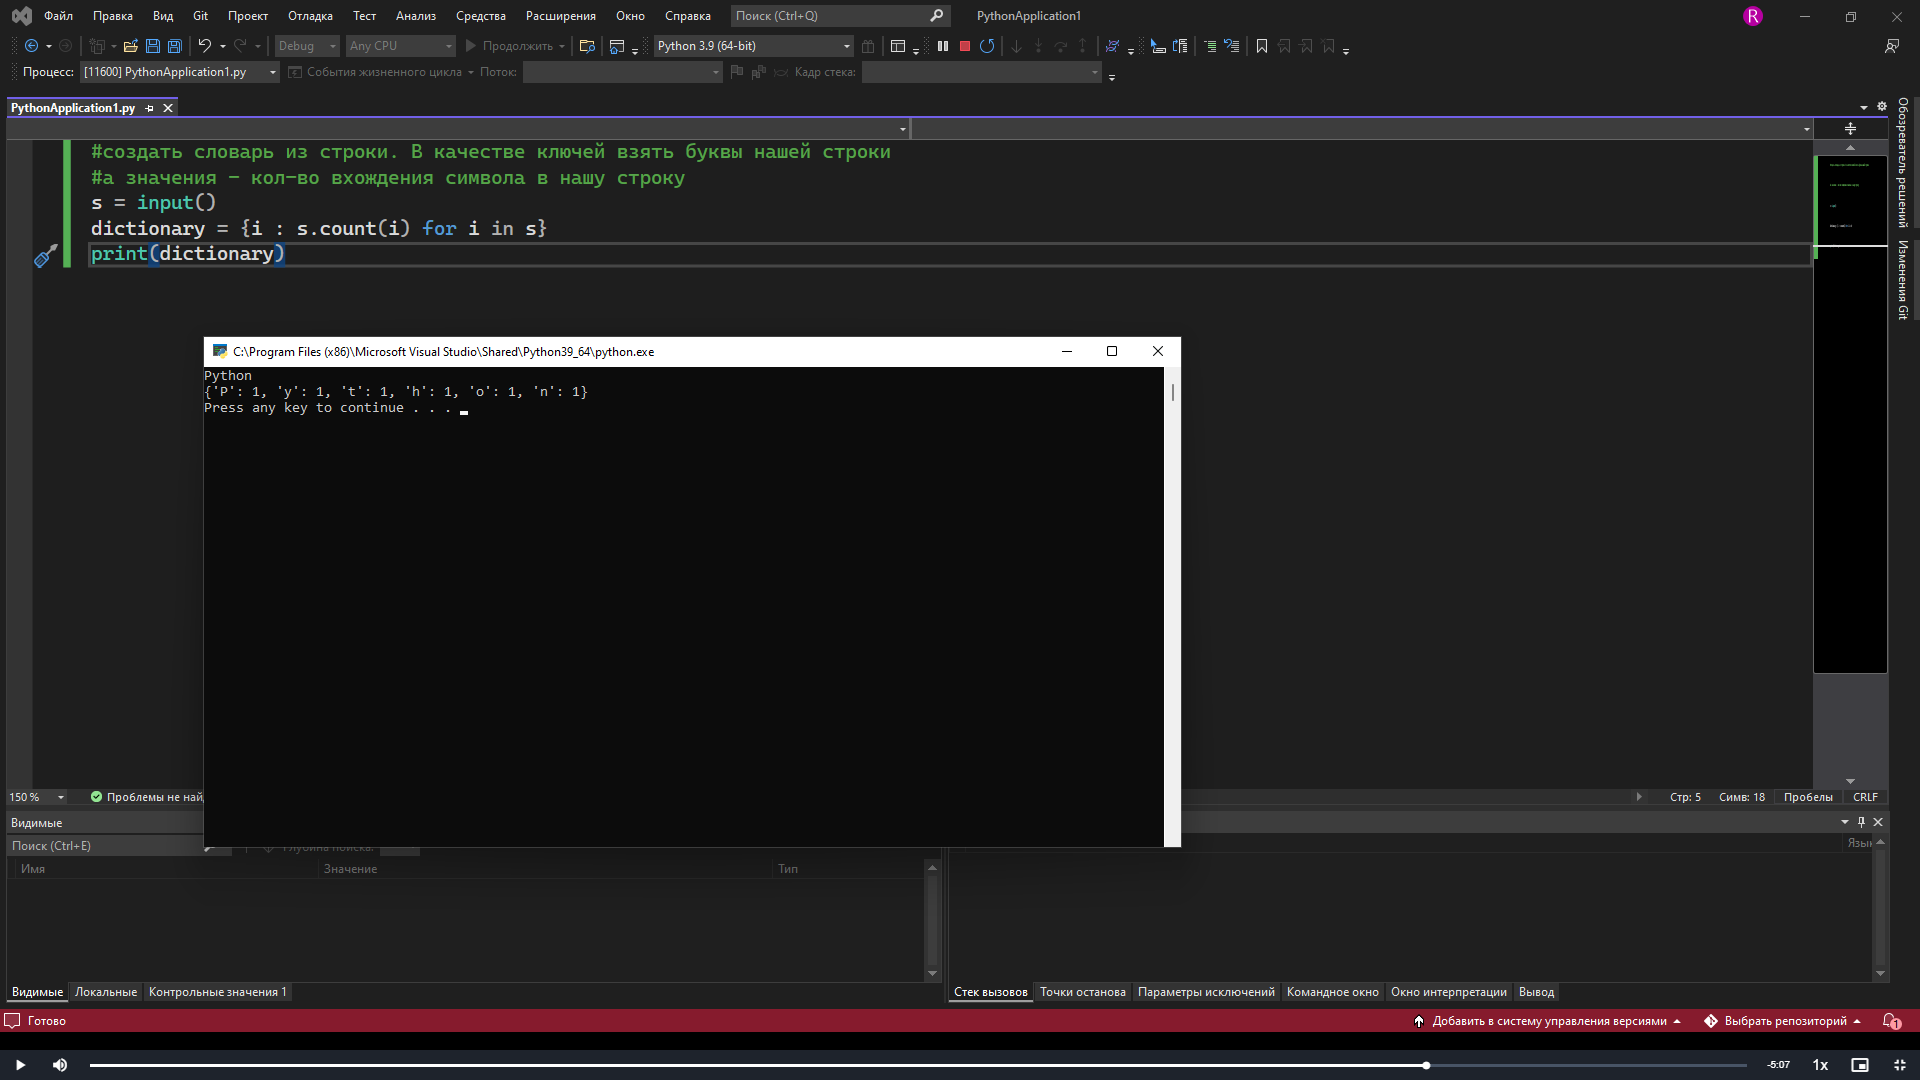 Файл Правка Вид Git Проект Отладка Тест Анализ Средства Расширения Окно Справка Поиск (Ctrl+Q) PythonApplication1 R
Debug Any CPU Продолжить Python 3.9 (64-bit)
Процесс: [11600] PythonApplication1.py События жизненного цикла Поток: Кадр стека:
PythonApplication1.py
#создать словарь из строки. В качестве ключей взять буквы нашей строки
#а значения - кол-во вхождения символа в нашу строку
s = input()
dictionary = {i : s.count(i) for i in s}
print(dictionary)
Обозреватель решений
Изменения Git
C:\Program Files (x86)\Microsoft Visual Studio\Shared\Python39_64\python.exe
Python
{'P': 1, 'y': 1, 't': 1, 'h': 1, 'o': 1, 'n': 1}
Press any key to continue . . .
150 % Проблемы не най Стр: 5 Симв: 18 Пробелы CRLF
Видимые
Поиск (Ctrl+E) Глубина поиска: Язык
Имя Значение Тип
Видимые Локальные Контрольные значения 1 Стек вызовов Точки останова Параметры исключений Командное окно Окно интерпретации Вывод
Готово Добавить в систему управления версиями Выбрать репозиторий 1
-5:07 1x